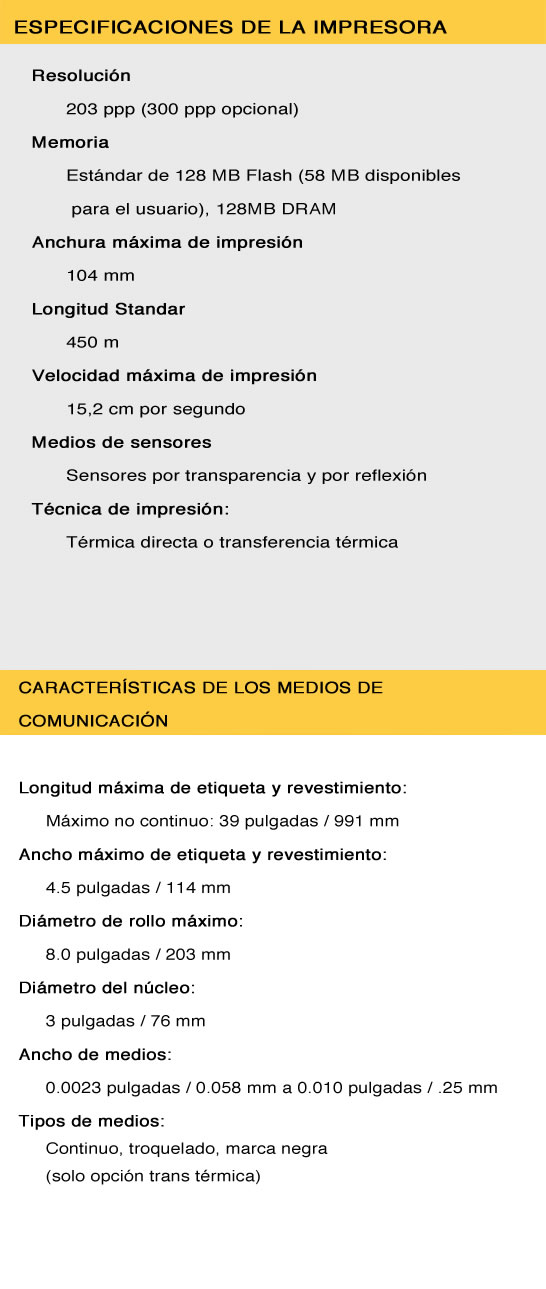 ESPECIFICACIONES DE LA IMPRESORA
Resolución
203 ppp (300 ppp opcional)
Memoria
Estándar de 128 MB Flash (58 MB disponibles
para el usuario), 128MB DRAM
Anchura máxima de impresión
104 mm
Longitud Standar
450 m
Velocidad máxima de impresión
15,2 cm por segundo
Medios de sensores
Sensores por transparencia y por reflexión
Técnica de impresión:
Térmica directa o transferencia térmica
CARACTERÍSTICAS DE LOS MEDIOS DE
COMUNICACIÓN
Longitud máxima de etiqueta y revestimiento:
Máximo no continuo: 39 pulgadas / 991 mm
Ancho máximo de etiqueta y revestimiento:
4.5 pulgadas / 114 mm
Diámetro de rollo máximo:
8.0 pulgadas / 203 mm
Diámetro del núcleo:
3 pulgadas / 76 mm
Ancho de medios:
0.0023 pulgadas / 0.058 mm a 0.010 pulgadas / .25 mm
Tipos de medios:
Continuo, troquelado, marca negra
(solo opción trans térmica)